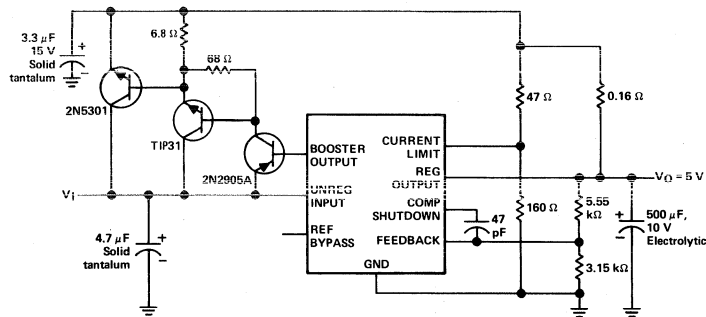 3.3 μF
15 V
Solid
tantalum
6.8 Ω
68 Ω
2N5301
TIP31
2N2905A
47 Ω
0.16 Ω
BOOSTER
OUTPUT
CURRENT
LIMIT
REG
OUTPUT
UNREG
INPUT
COMP
SHUTDOWN
REF
BYPASS
FEEDBACK
GND
Vi
VO = 5 V
160 Ω
47
pF
5.55
kΩ
3.15 kΩ
500 μF,
10 V
Electrolytic
4.7 μF
Solid
tantalum